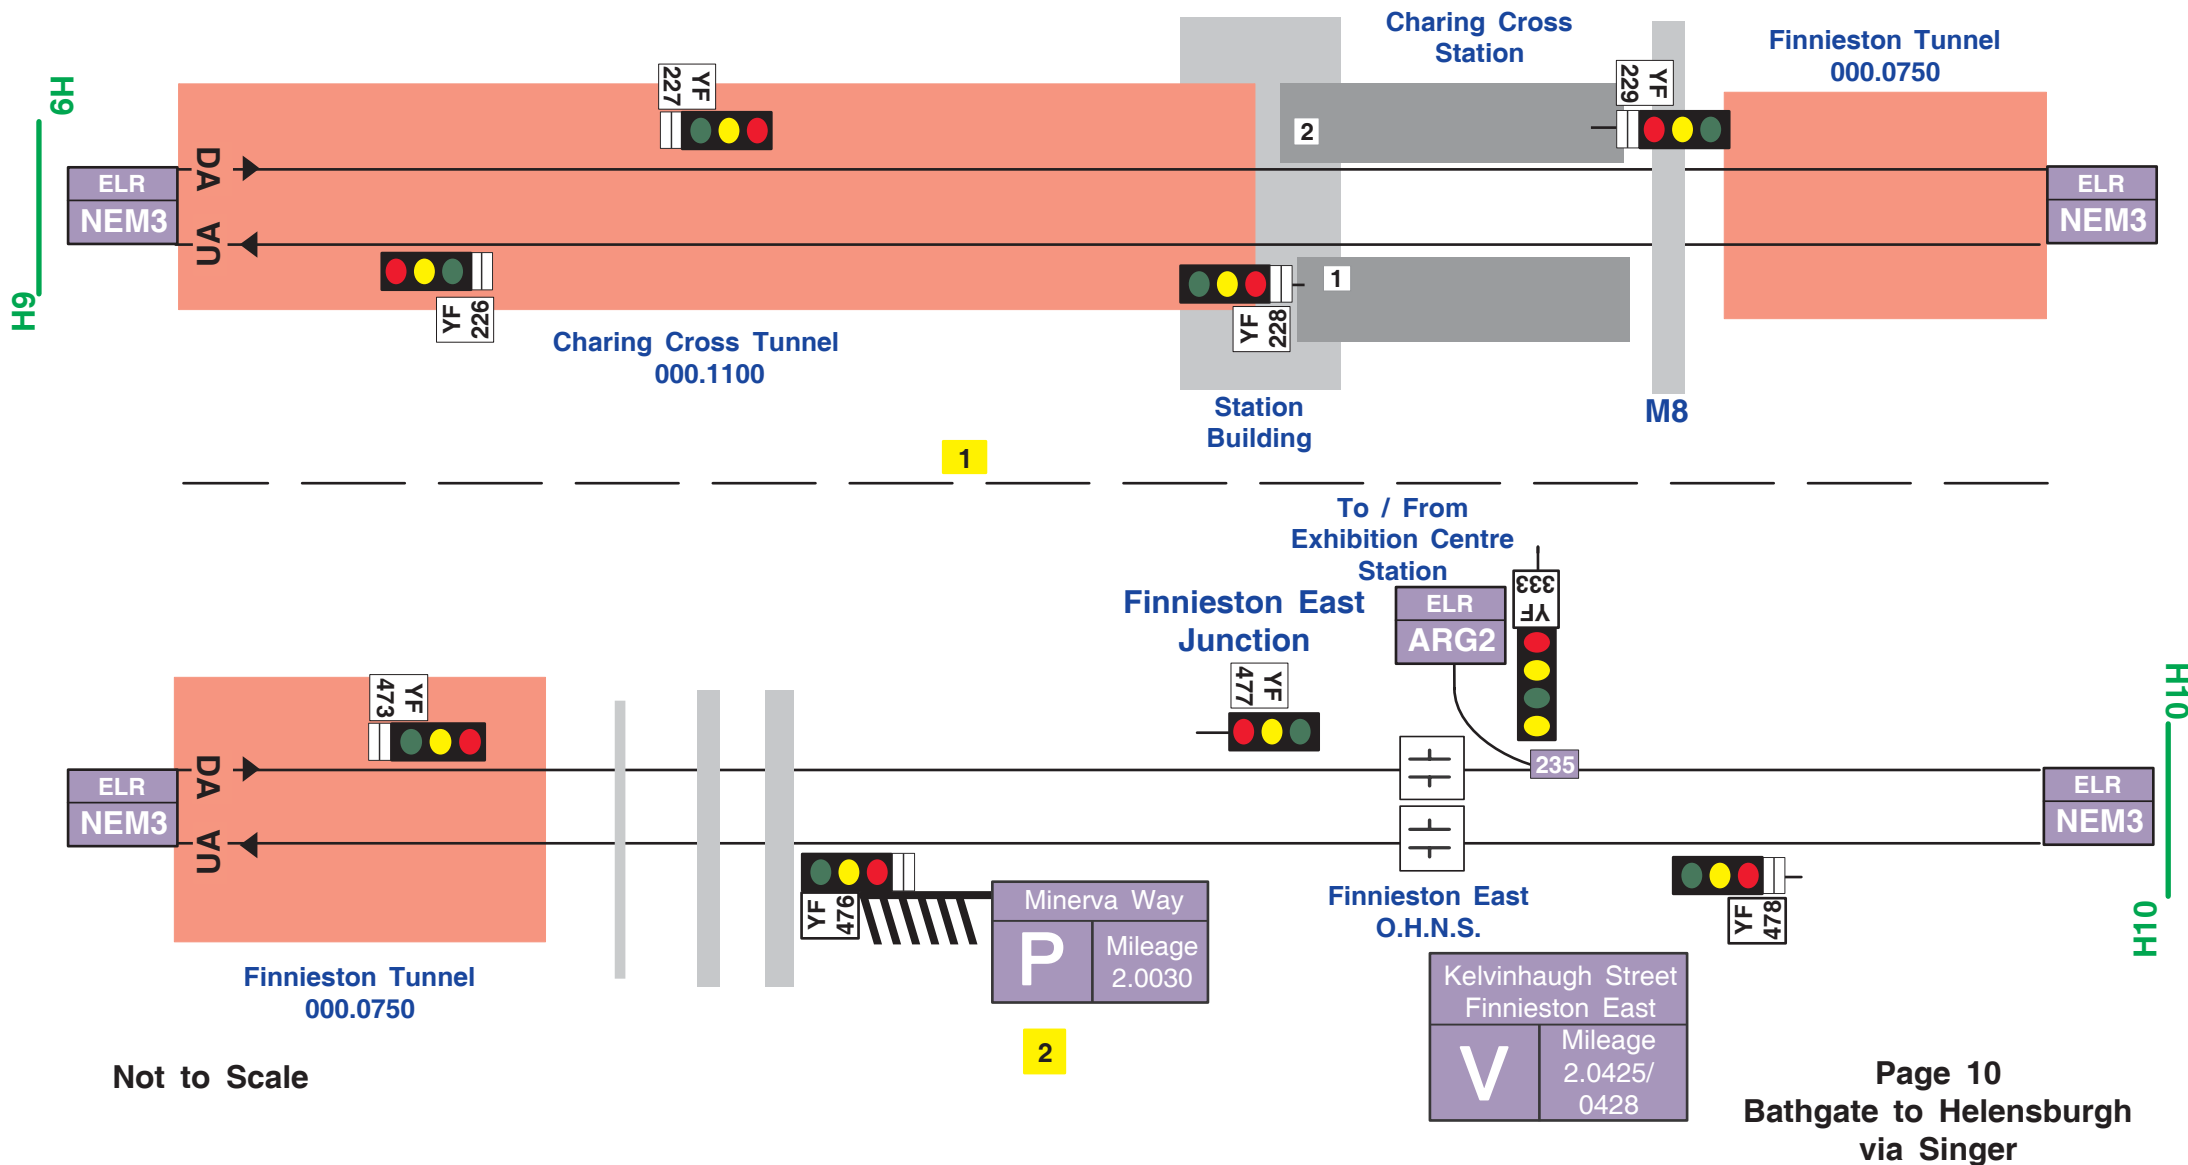 Charing Cross
Station
Finnieston Tunnel
000.0750
H9
H9
YF
227
YF
229
2
DA
UA
ELR
NEM3
ELR
NEM3
1
YF
226
YF
228
Charing Cross Tunnel
000.1100
Station
Building
M8
1
To / From
Exhibition Centre
Station
Finnieston East
Junction
ELR
ARG2
YF
333
YF
473
YF
477
H10
H10
DA
UA
235
ELR
NEM3
ELR
NEM3
YF
476
Minerva Way
P
Mileage
2.0030
Finnieston East
O.H.N.S.
YF
478
Finnieston Tunnel
000.0750
Kelvinhaugh Street
Finnieston East
V
Mileage
2.0425/
0428
2
Not to Scale
Page 10
Bathgate to Helensburgh
via Singer